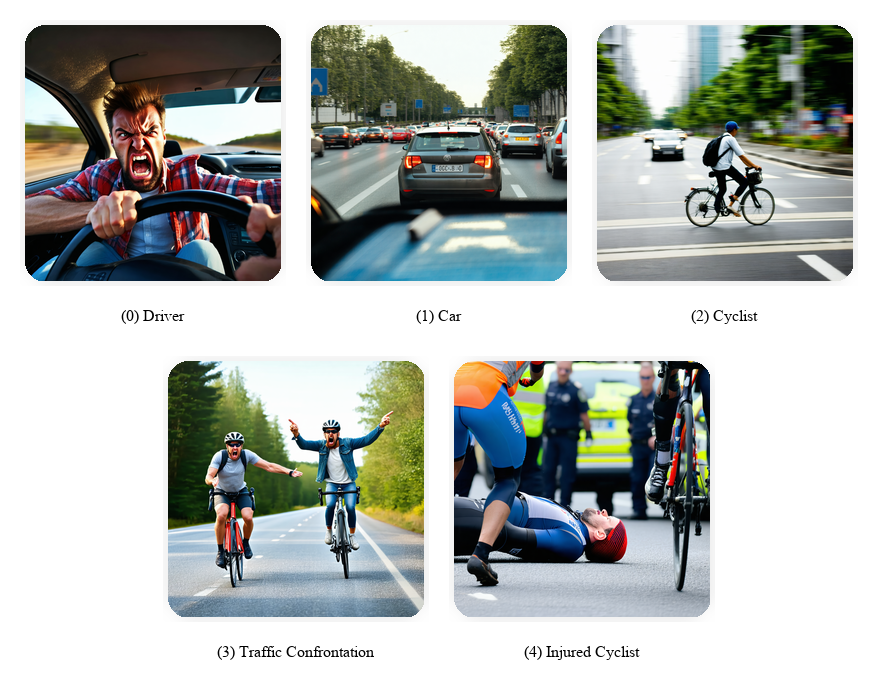 (0) Driver
(1) Car
(2) Cyclist
(3) Traffic Confrontation
(4) Injured Cyclist